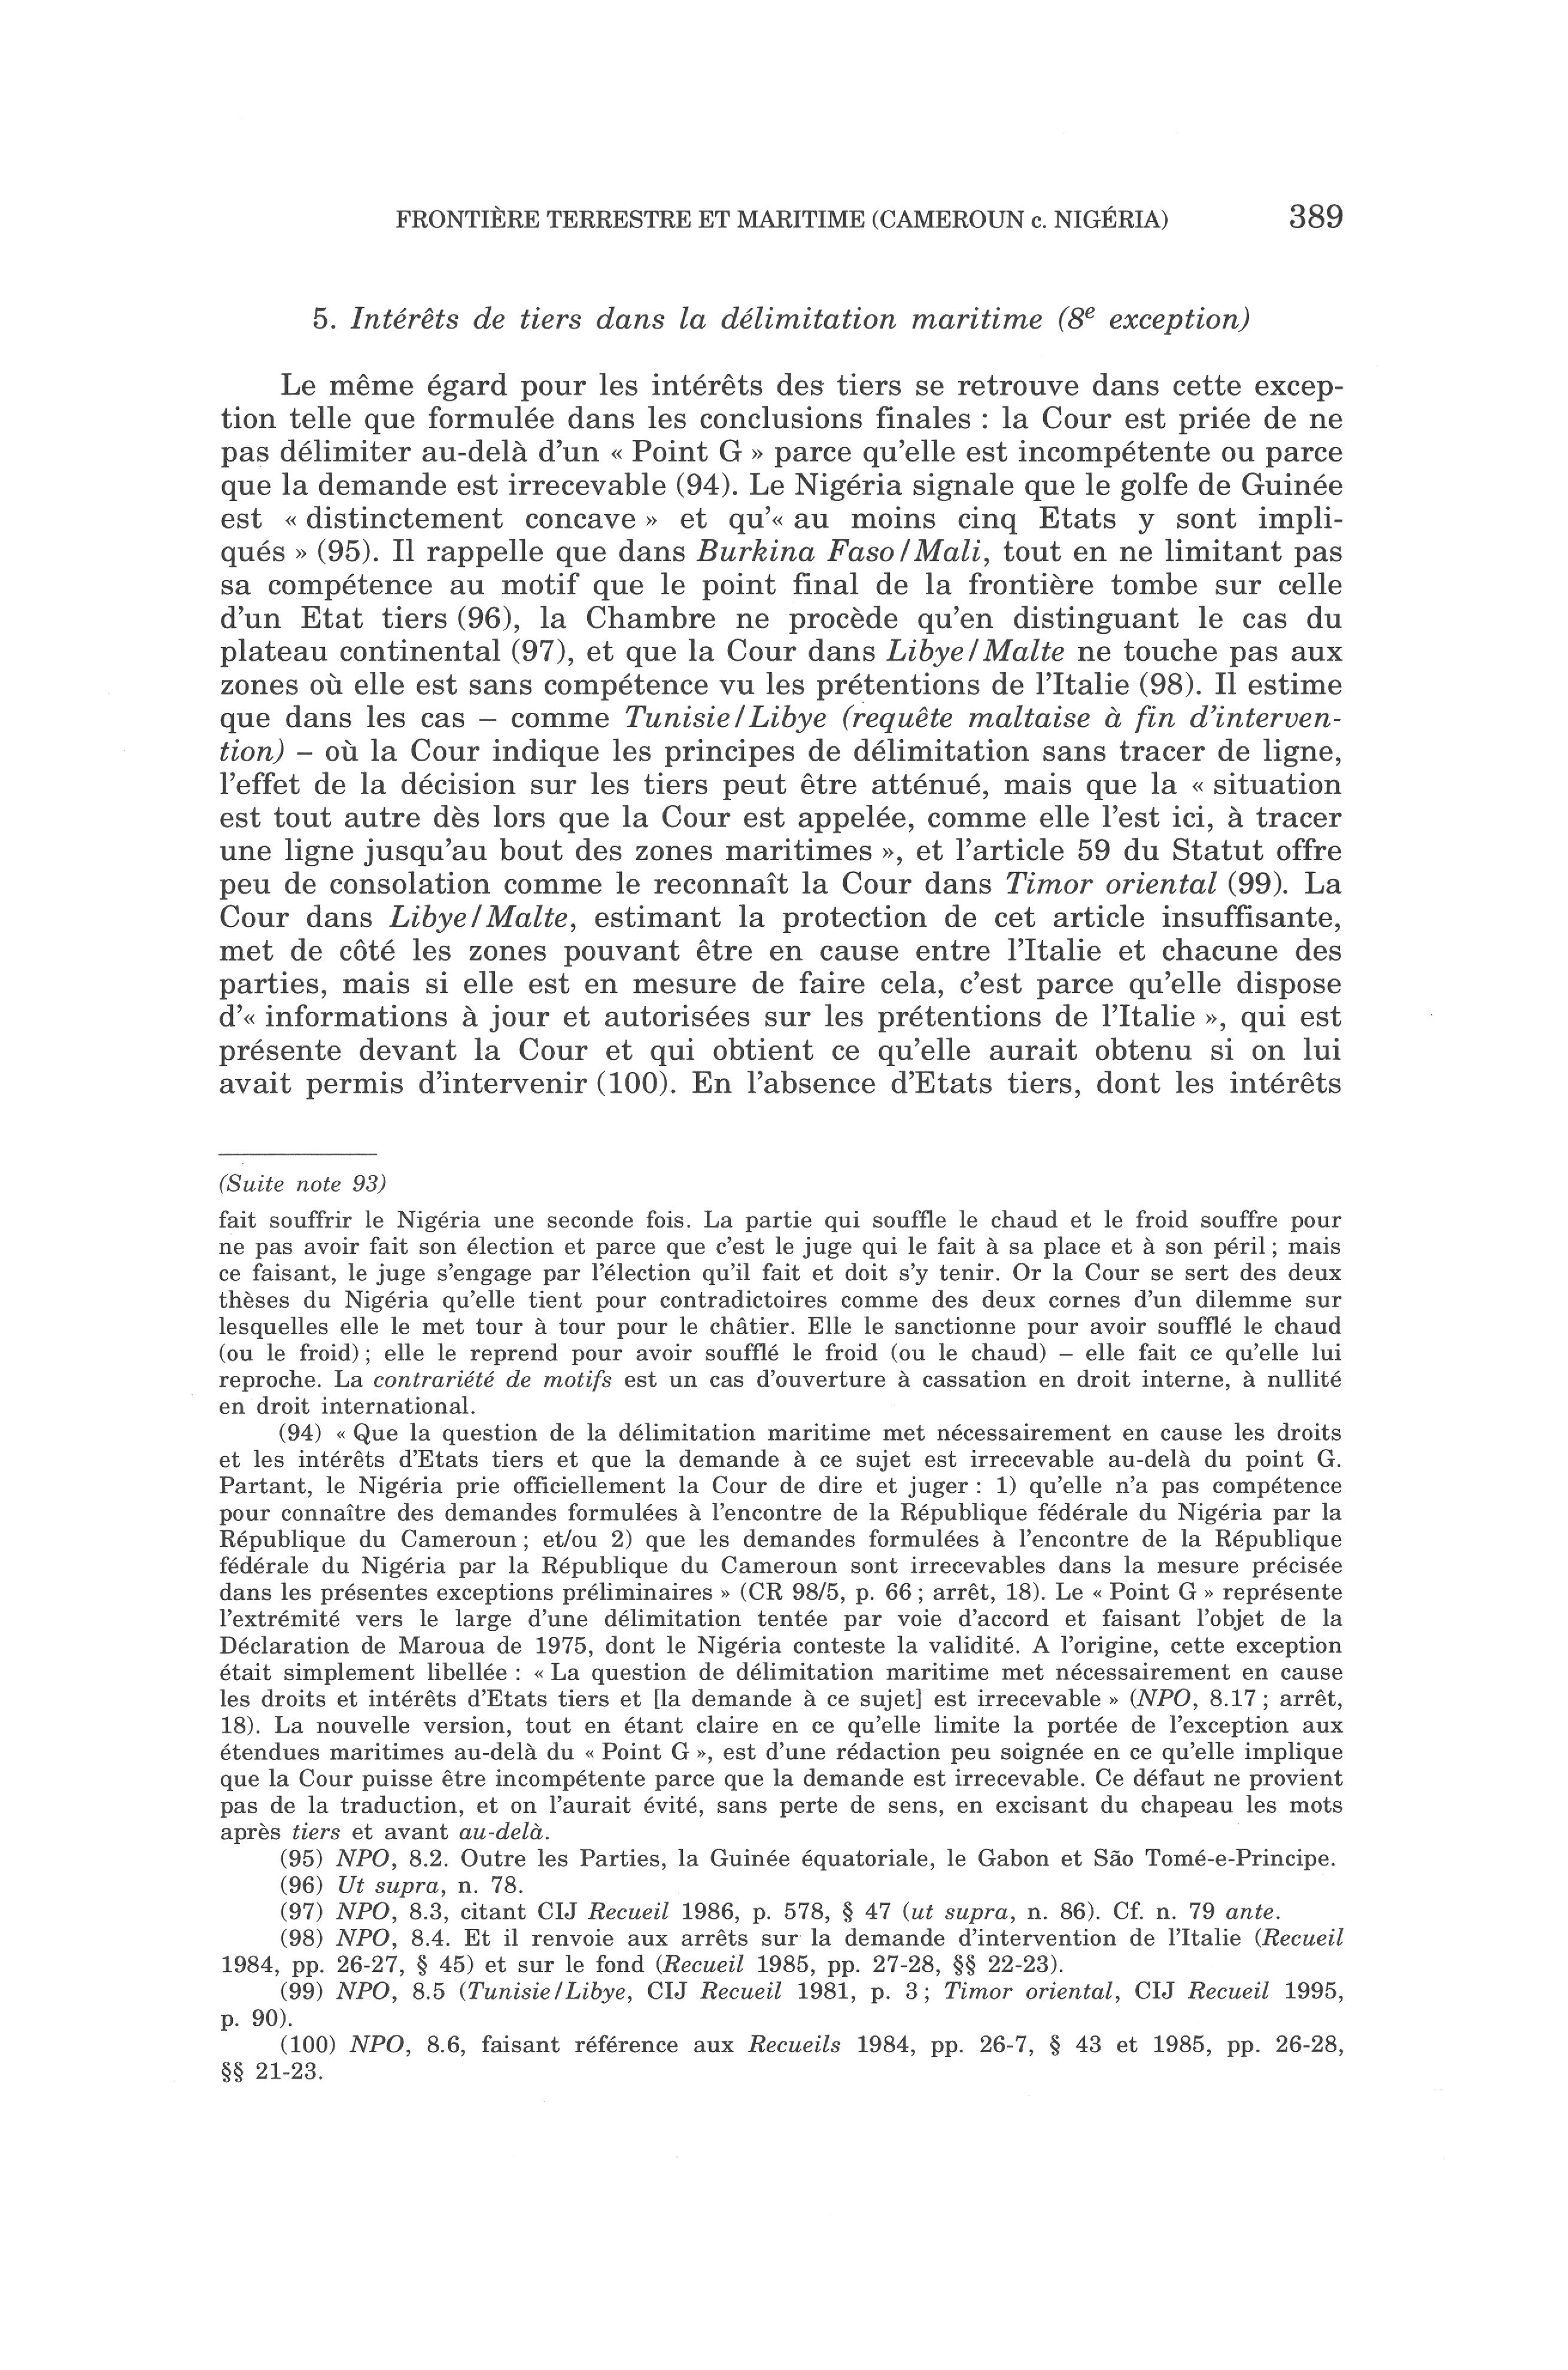 FRONTIÈRE TERRESTRE ET MARITIME (CAMEROUN c. NIGÉRIA) 389
5. Intérêts de tiers dans la délimitation maritime (8e exception)
Le même égard pour les intérêts des tiers se retrouve dans cette excep-
tion telle que formulée dans les conclusions finales : la Cour est priée de ne
pas délimiter au-delà d'un « Point G » parce qu'elle est incompétente ou parce
que la demande est irrecevable (94). Le Nigéria signale que le golfe de Guinée
est « distinctement concave » et qu'« au moins cinq Etats y sont impli-
qués » (95). Il rappelle que dans Burkina Faso/Mali, tout en ne limitant pas
sa compétence au motif que le point final de la frontière tombe sur celle
d'un Etat tiers (96), la Chambre ne procède qu'en distinguant le cas du
plateau continental (97), et que la Cour dans Libye/Malte ne touche pas aux
zones où elle est sans compétence vu les prétentions de l'Italie (98). Il estime
que dans les cas – comme Tunisie/Libye (requête maltaise à fin d'interven-
tion) – où la Cour indique les principes de délimitation sans tracer de ligne,
l'effet de la décision sur les tiers peut être atténué, mais que la « situation
est tout autre dès lors que la Cour est appelée, comme elle l'est ici, à tracer
une ligne jusqu'au bout des zones maritimes », et l'article 59 du Statut offre
peu de consolation comme le reconnaît la Cour dans Timor oriental (99). La
Cour dans Libye/Malte, estimant la protection de cet article insuffisante,
met de côté les zones pouvant être en cause entre l'Italie et chacune des
parties, mais si elle est en mesure de faire cela, c'est parce qu'elle dispose
d'« informations à jour et autorisées sur les prétentions de l'Italie », qui est
présente devant la Cour et qui obtient ce qu'elle aurait obtenu si on lui
avait permis d'intervenir (100). En l'absence d'Etats tiers, dont les intérêts
(Suite note 93)
fait souffrir le Nigéria une seconde fois. La partie qui souffle le chaud et le froid souffre pour
ne pas avoir fait son élection et parce que c'est le juge qui le fait à sa place et à son péril ; mais
ce faisant, le juge s'engage par l'élection qu'il fait et doit s'y tenir. Or la Cour se sert des deux
thèses du Nigéria qu'elle tient pour contradictoires comme des deux cornes d'un dilemme sur
lesquelles elle le met tour à tour pour le châtier. Elle le sanctionne pour avoir soufflé le chaud
(ou le froid) ; elle le reprend pour avoir soufflé le froid (ou le chaud) – elle fait ce qu'elle lui
reproche. La contrariété de motifs est un cas d'ouverture à cassation en droit interne, à nullité
en droit international.
(94) « Que la question de la délimitation maritime met nécessairement en cause les droits
et les intérêts d'Etats tiers et que la demande à ce sujet est irrecevable au-delà du point G.
Partant, le Nigéria prie officiellement la Cour de dire et juger : 1) qu'elle n'a pas compétence
pour connaître des demandes formulées à l'encontre de la République fédérale du Nigéria par la
République du Cameroun ; et/ou 2) que les demandes formulées à l'encontre de la République
fédérale du Nigéria par la République du Cameroun sont irrecevables dans la mesure précisée
dans les présentes exceptions préliminaires » (CR 98/5, p. 66 ; arrêt, 18). Le « Point G » représente
l'extrémité vers le large d'une délimitation tentée par voie d'accord et faisant l'objet de la
Déclaration de Maroua de 1975, dont le Nigéria conteste la validité. A l'origine, cette exception
était simplement libellée : « La question de délimitation maritime met nécessairement en cause
les droits et intérêts d'Etats tiers et [la demande à ce sujet] est irrecevable » (NPO, 8.17 ; arrêt,
18). La nouvelle version, tout en étant claire en ce qu'elle limite la portée de l'exception aux
étendues maritimes au-delà du « Point G », est d'une rédaction peu soignée en ce qu'elle implique
que la Cour puisse être incompétente parce que la demande est irrecevable. Ce défaut ne provient
pas de la traduction, et on l'aurait évité, sans perte de sens, en excisant du chapeau les mots
après tiers et avant au-delà.
(95) NPO, 8.2. Outre les Parties, la Guinée équatoriale, le Gabon et São Tomé-e-Principe.
(96) Ut supra, n. 78.
(97) NPO, 8.3, citant CIJ Recueil 1986, p. 578, § 47 (ut supra, n. 86). Cf. n. 79 ante.
(98) NPO, 8.4. Et il renvoie aux arrêts sur la demande d'intervention de l'Italie (Recueil
1984, pp. 26-27, § 45) et sur le fond (Recueil 1985, pp. 27-28, §§ 22-23).
(99) NPO, 8.5 (Tunisie/Libye, CIJ Recueil 1981, p. 3 ; Timor oriental, CIJ Recueil 1995,
p. 90).
(100) NPO, 8.6, faisant référence aux Recueils 1984, pp. 26-7, § 43 et 1985, pp. 26-28,
§§ 21-23.